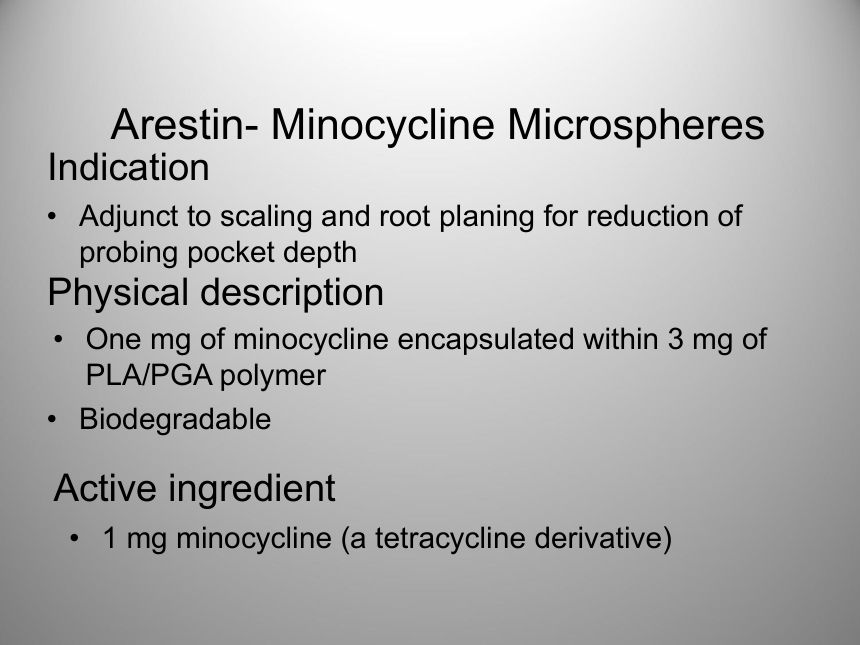 Arestin- Minocycline Microspheres
Indication
• Adjunct to scaling and root planing for reduction of
probing pocket depth
Physical description
• One mg of minocycline encapsulated within 3 mg of
PLA/PGA polymer
• Biodegradable
Active ingredient
• 1 mg minocycline (a tetracycline derivative)